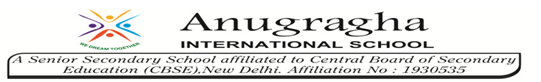 WE DREAM TOGETHER
Anugragha
INTERNATIONAL SCHOOL
A Senior Secondary School affiliated to Central Board of Secondary
Education (CBSE),New Delhi. Affiliation No : 1930535